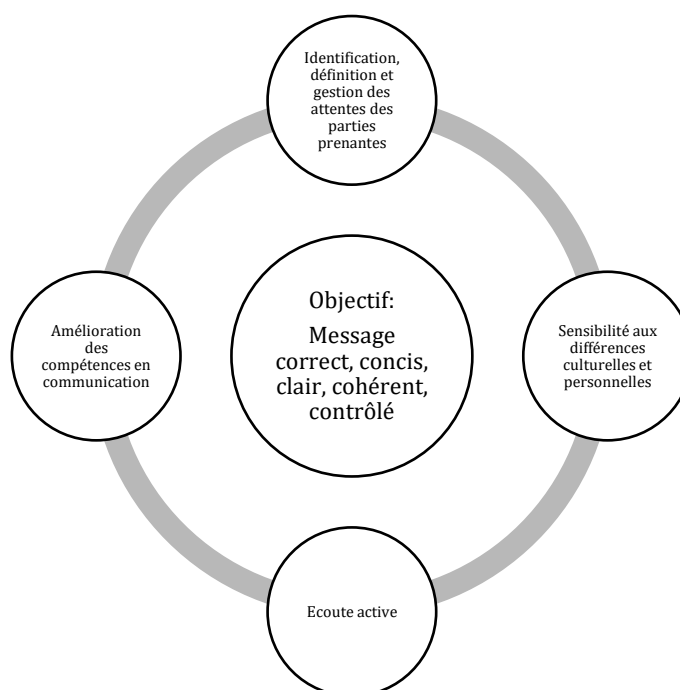 Identification,
définition et
gestion des
attentes des
parties
prenantes
Objectif:
Message
correct, concis,
clair, cohérent,
contrôlé
Amélioration
des
compétences en
communication
Sensibilité aux
différences
culturelles et
personnelles
Ecoute active